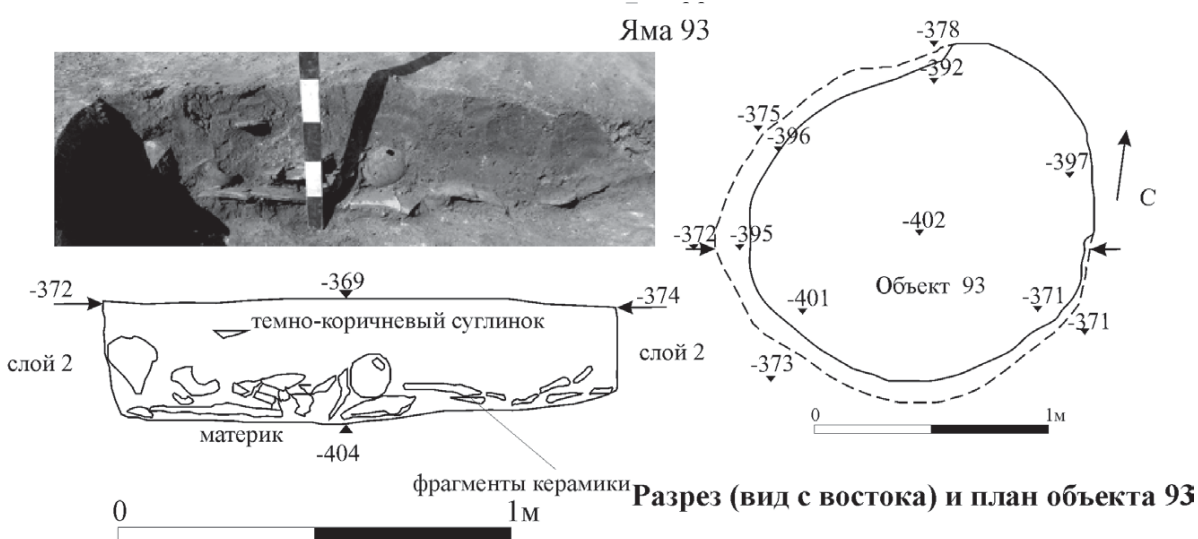 Яма 93
-378
-392
-375
-396
-397
С
-372
-395
-402
Объект 93
-401
-371
-371
-373
0 1м
-369
-372
-374
темно-коричневый суглинок
слой 2
слой 2
материк
-404
фрагменты керамики
0 1м
Разрез (вид с востока) и план объекта 93